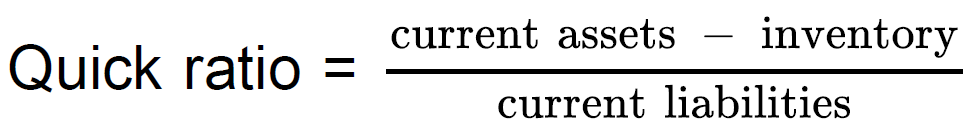 Quick ratio = current assets − inventory
current liabilities